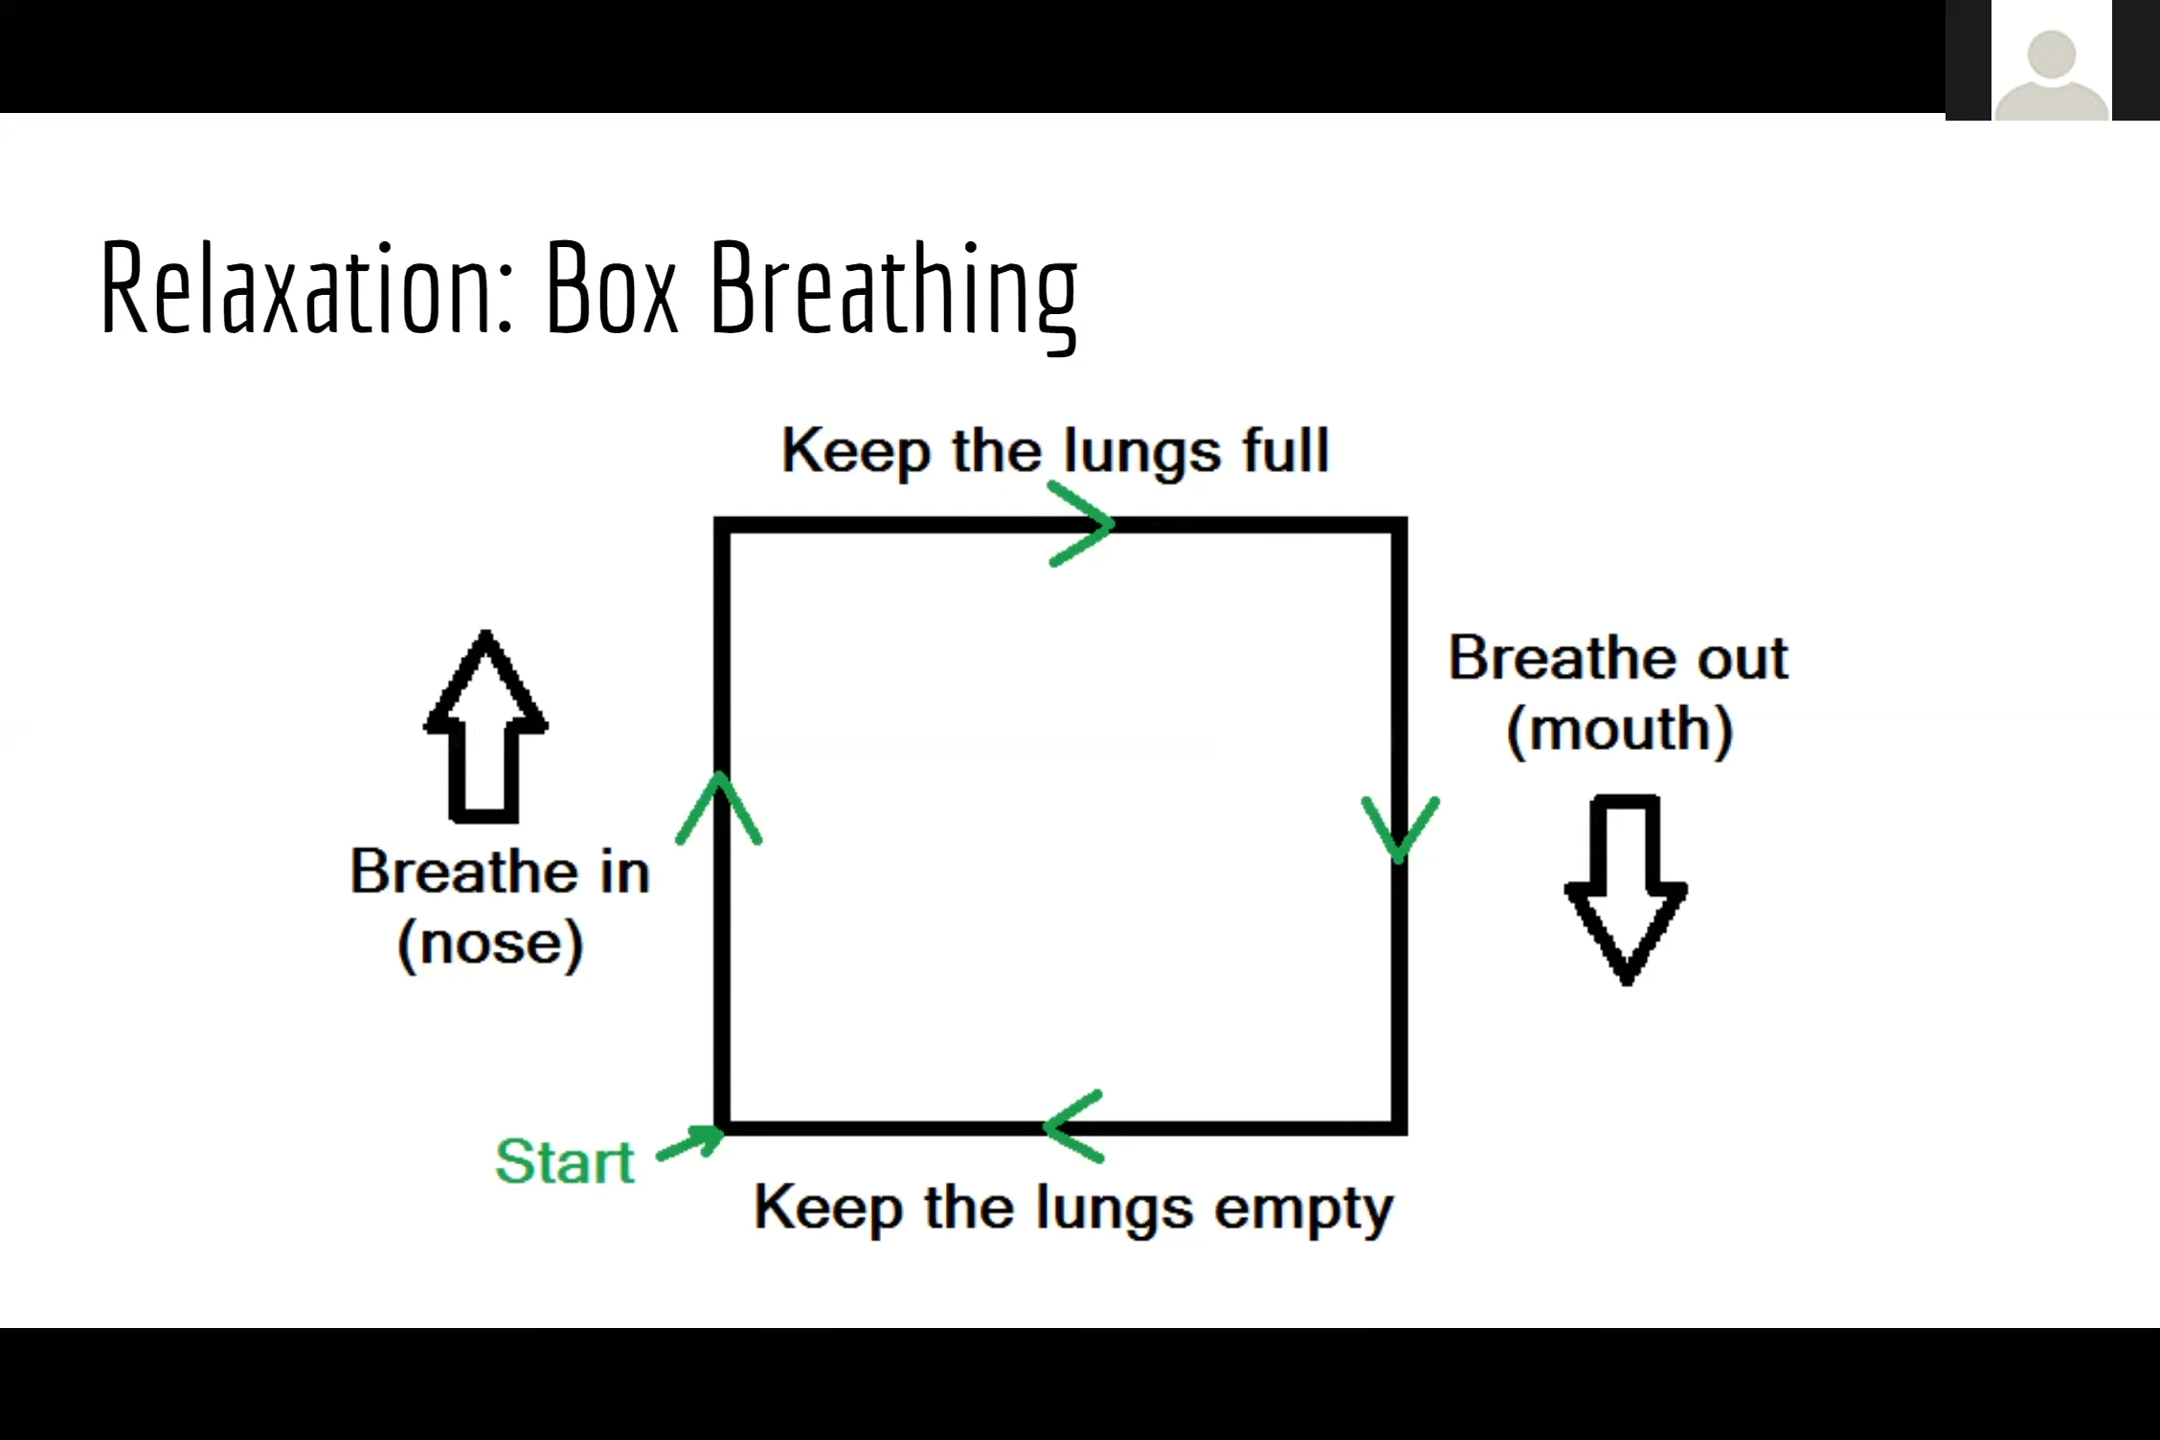 Relaxation: Box Breathing
Keep the lungs full
Breathe out
(mouth)
Breathe in
(nose)
Start
Keep the lungs empty